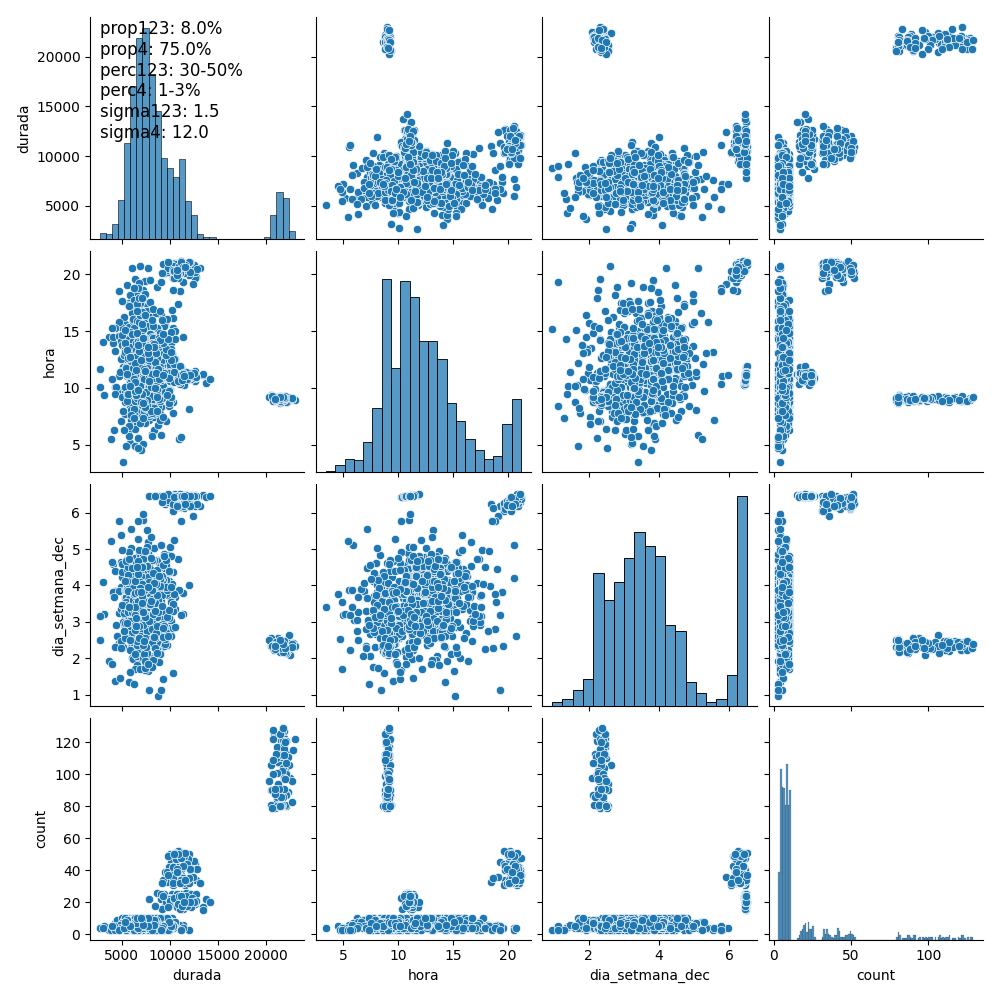 prop123: 8.0%
prop4: 75.0%
perc123: 30-50%
perc4: 1-3%
sigma123: 1.5
sigma4: 12.0
durada
20000
15000
10000
5000
hora
20
15
10
5
dia_setmana_dec
6
5
4
3
2
1
count
120
100
80
60
40
20
0
5000 10000 15000 20000
durada
5 10 15 20
hora
2 4 6
dia_setmana_dec
0 50 100
count